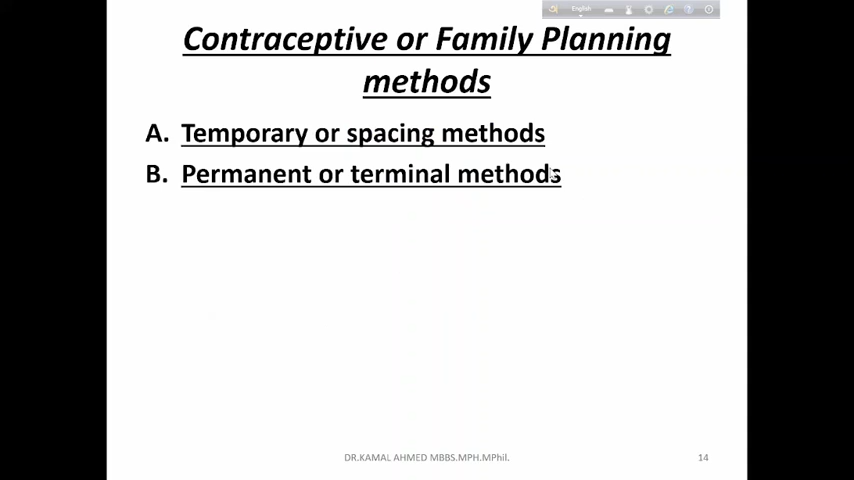 English
Contraceptive or Family Planning
methods
A. Temporary or spacing methods
B. Permanent or terminal methods
DR.KAMAL AHMED MBBS.MPH.MPhil.
14